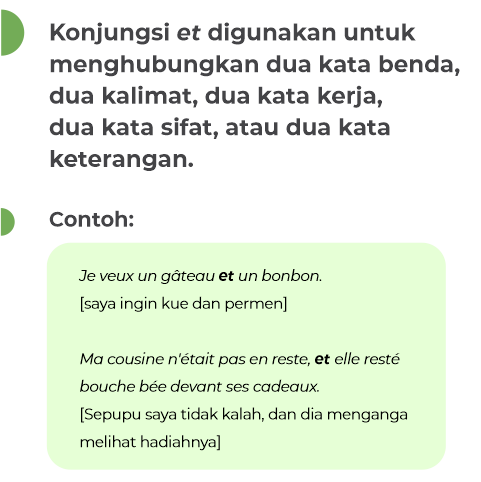 Konjungsi et digunakan untuk
menghubungkan dua kata benda,
dua kalimat, dua kata kerja,
dua kata sifat, atau dua kata
keterangan.
Contoh:
Je veux un gâteau et un bonbon.
[saya ingin kue dan permen]
Ma cousine n'était pas en reste, et elle resté
bouche bée devant ses cadeaux.
[Sepupu saya tidak kalah, dan dia menganga
melihat hadiahnya]